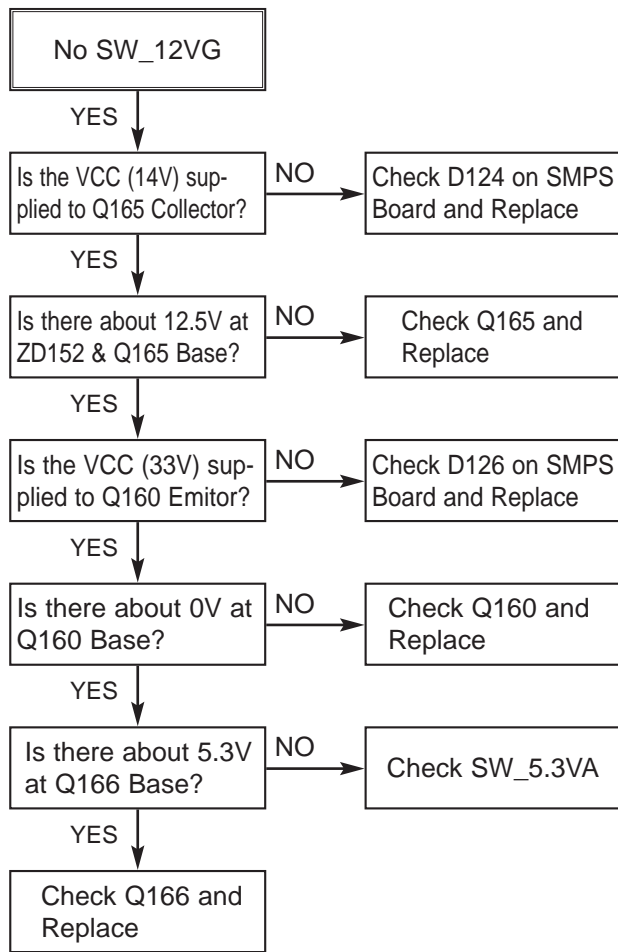 No SW_12VG
YES
Is the VCC (14V) sup-
plied to Q165 Collector?
NO
Check D124 on SMPS
Board and Replace
YES
Is there about 12.5V at
ZD152 & Q165 Base?
NO
Check Q165 and
Replace
YES
Is the VCC (33V) sup-
plied to Q160 Emitor?
NO
Check D126 on SMPS
Board and Replace
YES
Is there about 0V at
Q160 Base?
NO
Check Q160 and
Replace
YES
Is there about 5.3V
at Q166 Base?
NO
Check SW_5.3VA
YES
Check Q166 and
Replace